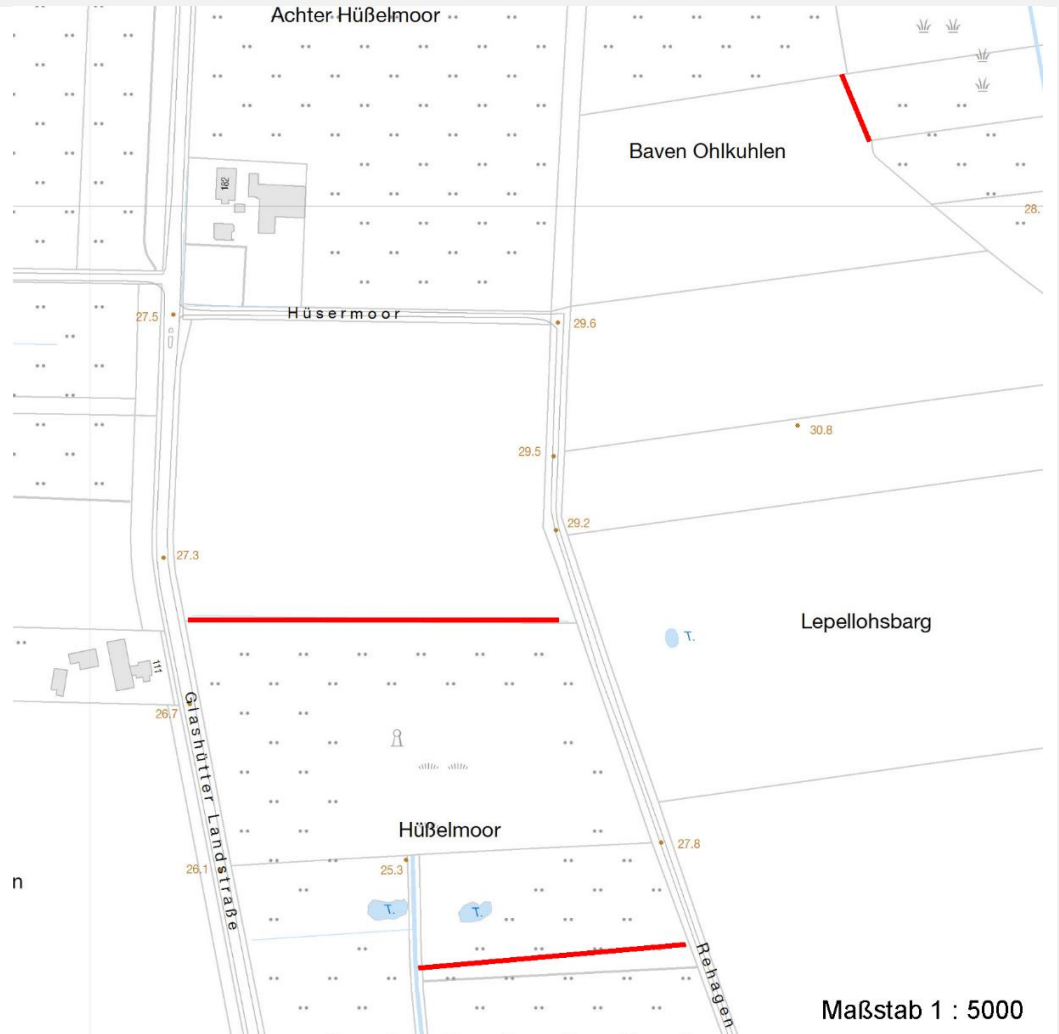 Achter Hüßelmoor
Baven Ohlkuhlen
182
28.
27.5
Hüsermoor
29.6
30.8
29.5
29.2
27.3
Lepellohsbarg
T.
111
26.7
Glashütter Landstraße
Hüßelmoor
27.8
26.1
25.3
n
T.
T.
Rehagen
Maßstab 1 : 5000